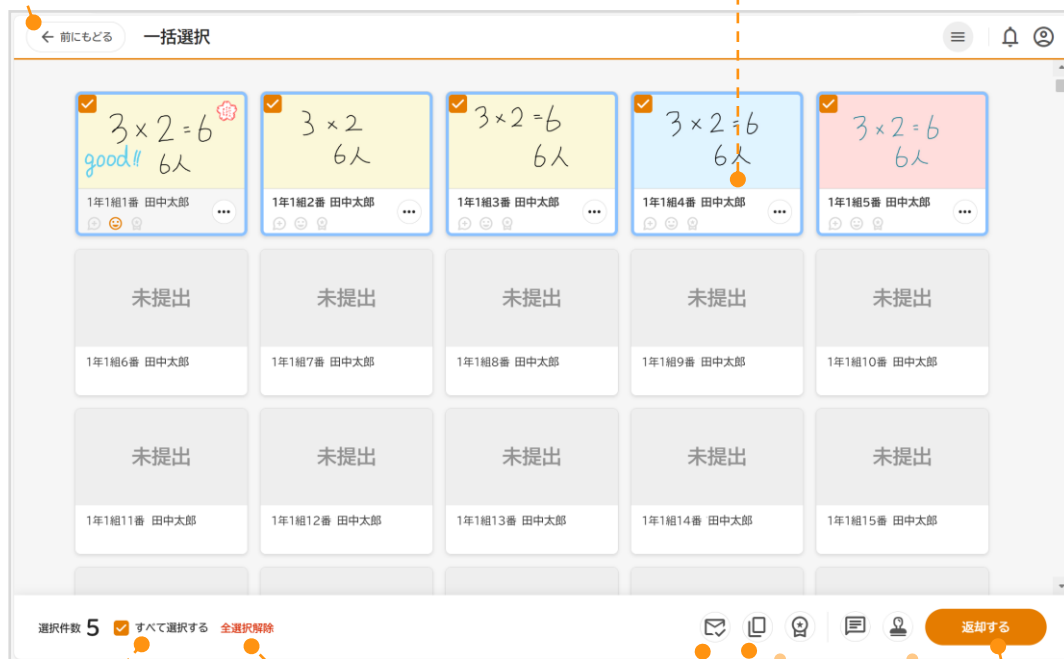 前にもどる 一括選択
3×2=6
good!! 6人
3×2
6人
3×2=6
6人
3×2=6
6人
3×2=6
6人
1年1組1番 田中太郎
1年1組2番 田中太郎
1年1組3番 田中太郎
1年1組4番 田中太郎
1年1組5番 田中太郎
未提出 未提出 未提出 未提出 未提出
1年1組6番 田中太郎
1年1組7番 田中太郎
1年1組8番 田中太郎
1年1組9番 田中太郎
1年1組10番 田中太郎
未提出 未提出 未提出 未提出 未提出
1年1組11番 田中太郎
1年1組12番 田中太郎
1年1組13番 田中太郎
1年1組14番 田中太郎
1年1組15番 田中太郎
選択件数 5 すべて選択する 全選択解除 返却する